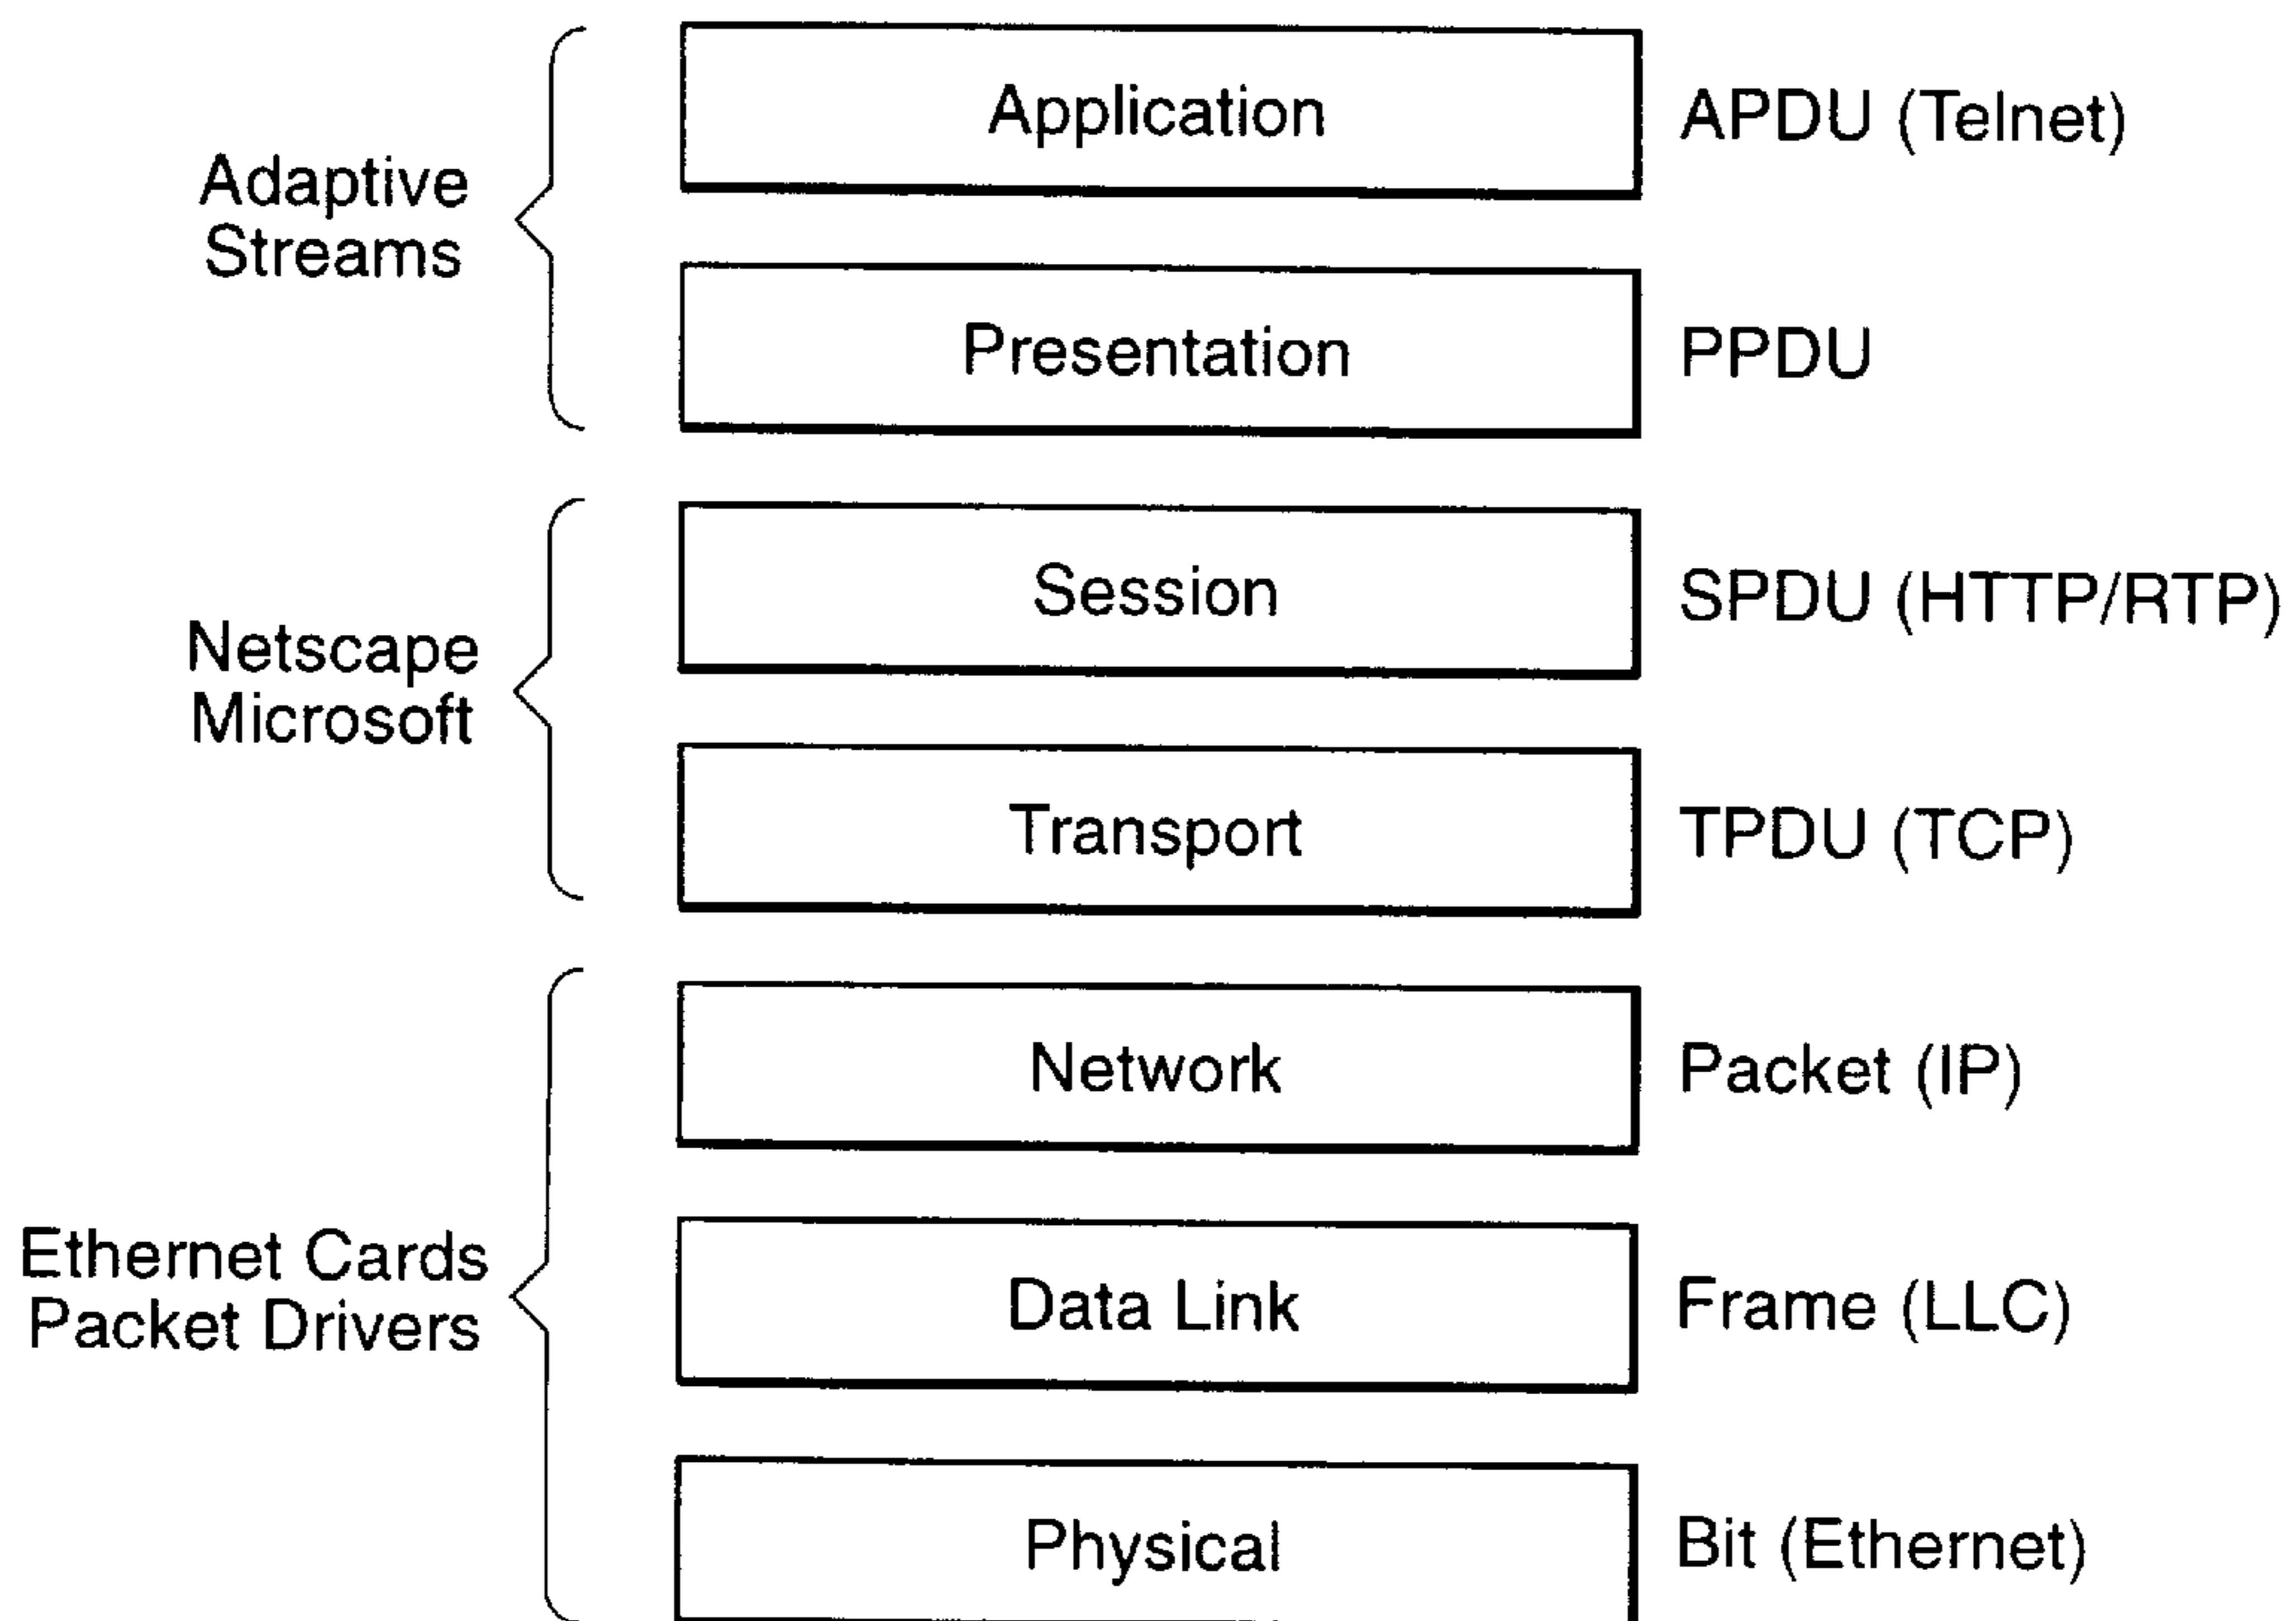 Application
APDU (Telnet)
Adaptive
Streams
Presentation
PPDU
Session
SPDU (HTTP/RTP)
Netscape
Microsoft
Transport
TPDU (TCP)
Network
Packet (IP)
Ethernet Cards
Packet Drivers
Data Link
Frame (LLC)
Physical
Bit (Ethernet)